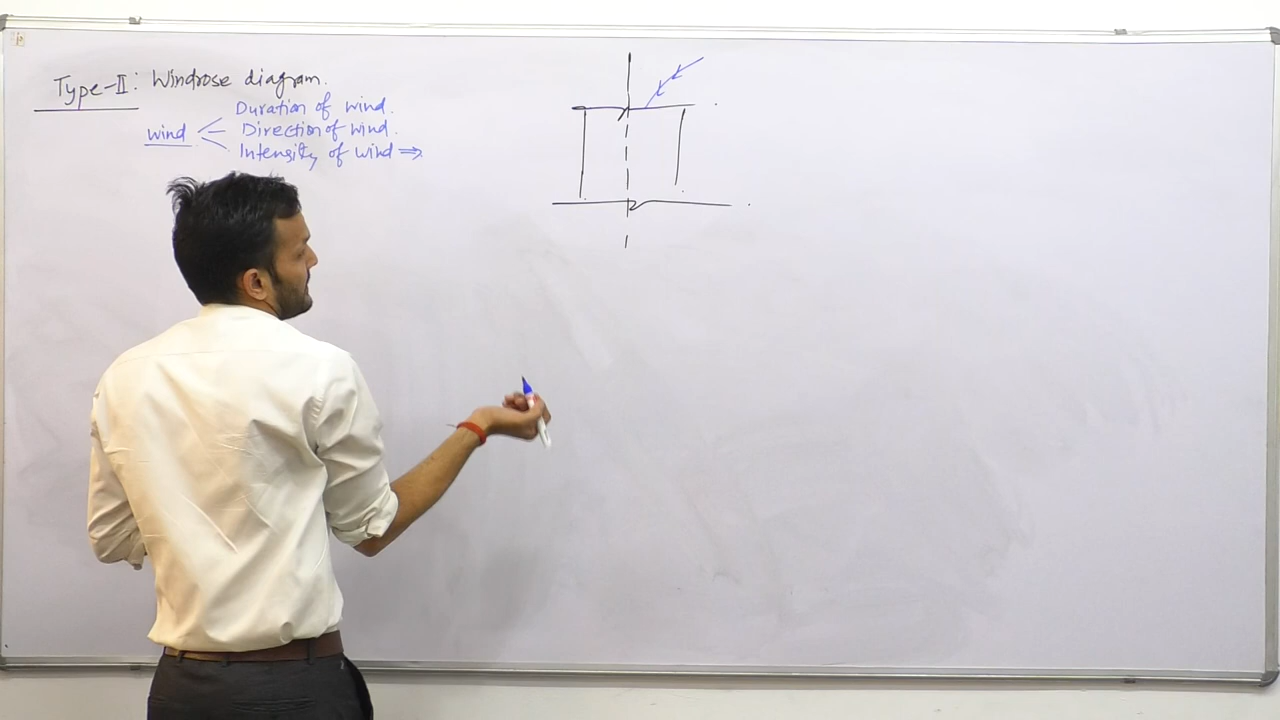 Type-II: Windrose diagram.
Duration of wind.
wind
Direction of wind.
Intensity of wind ⇒